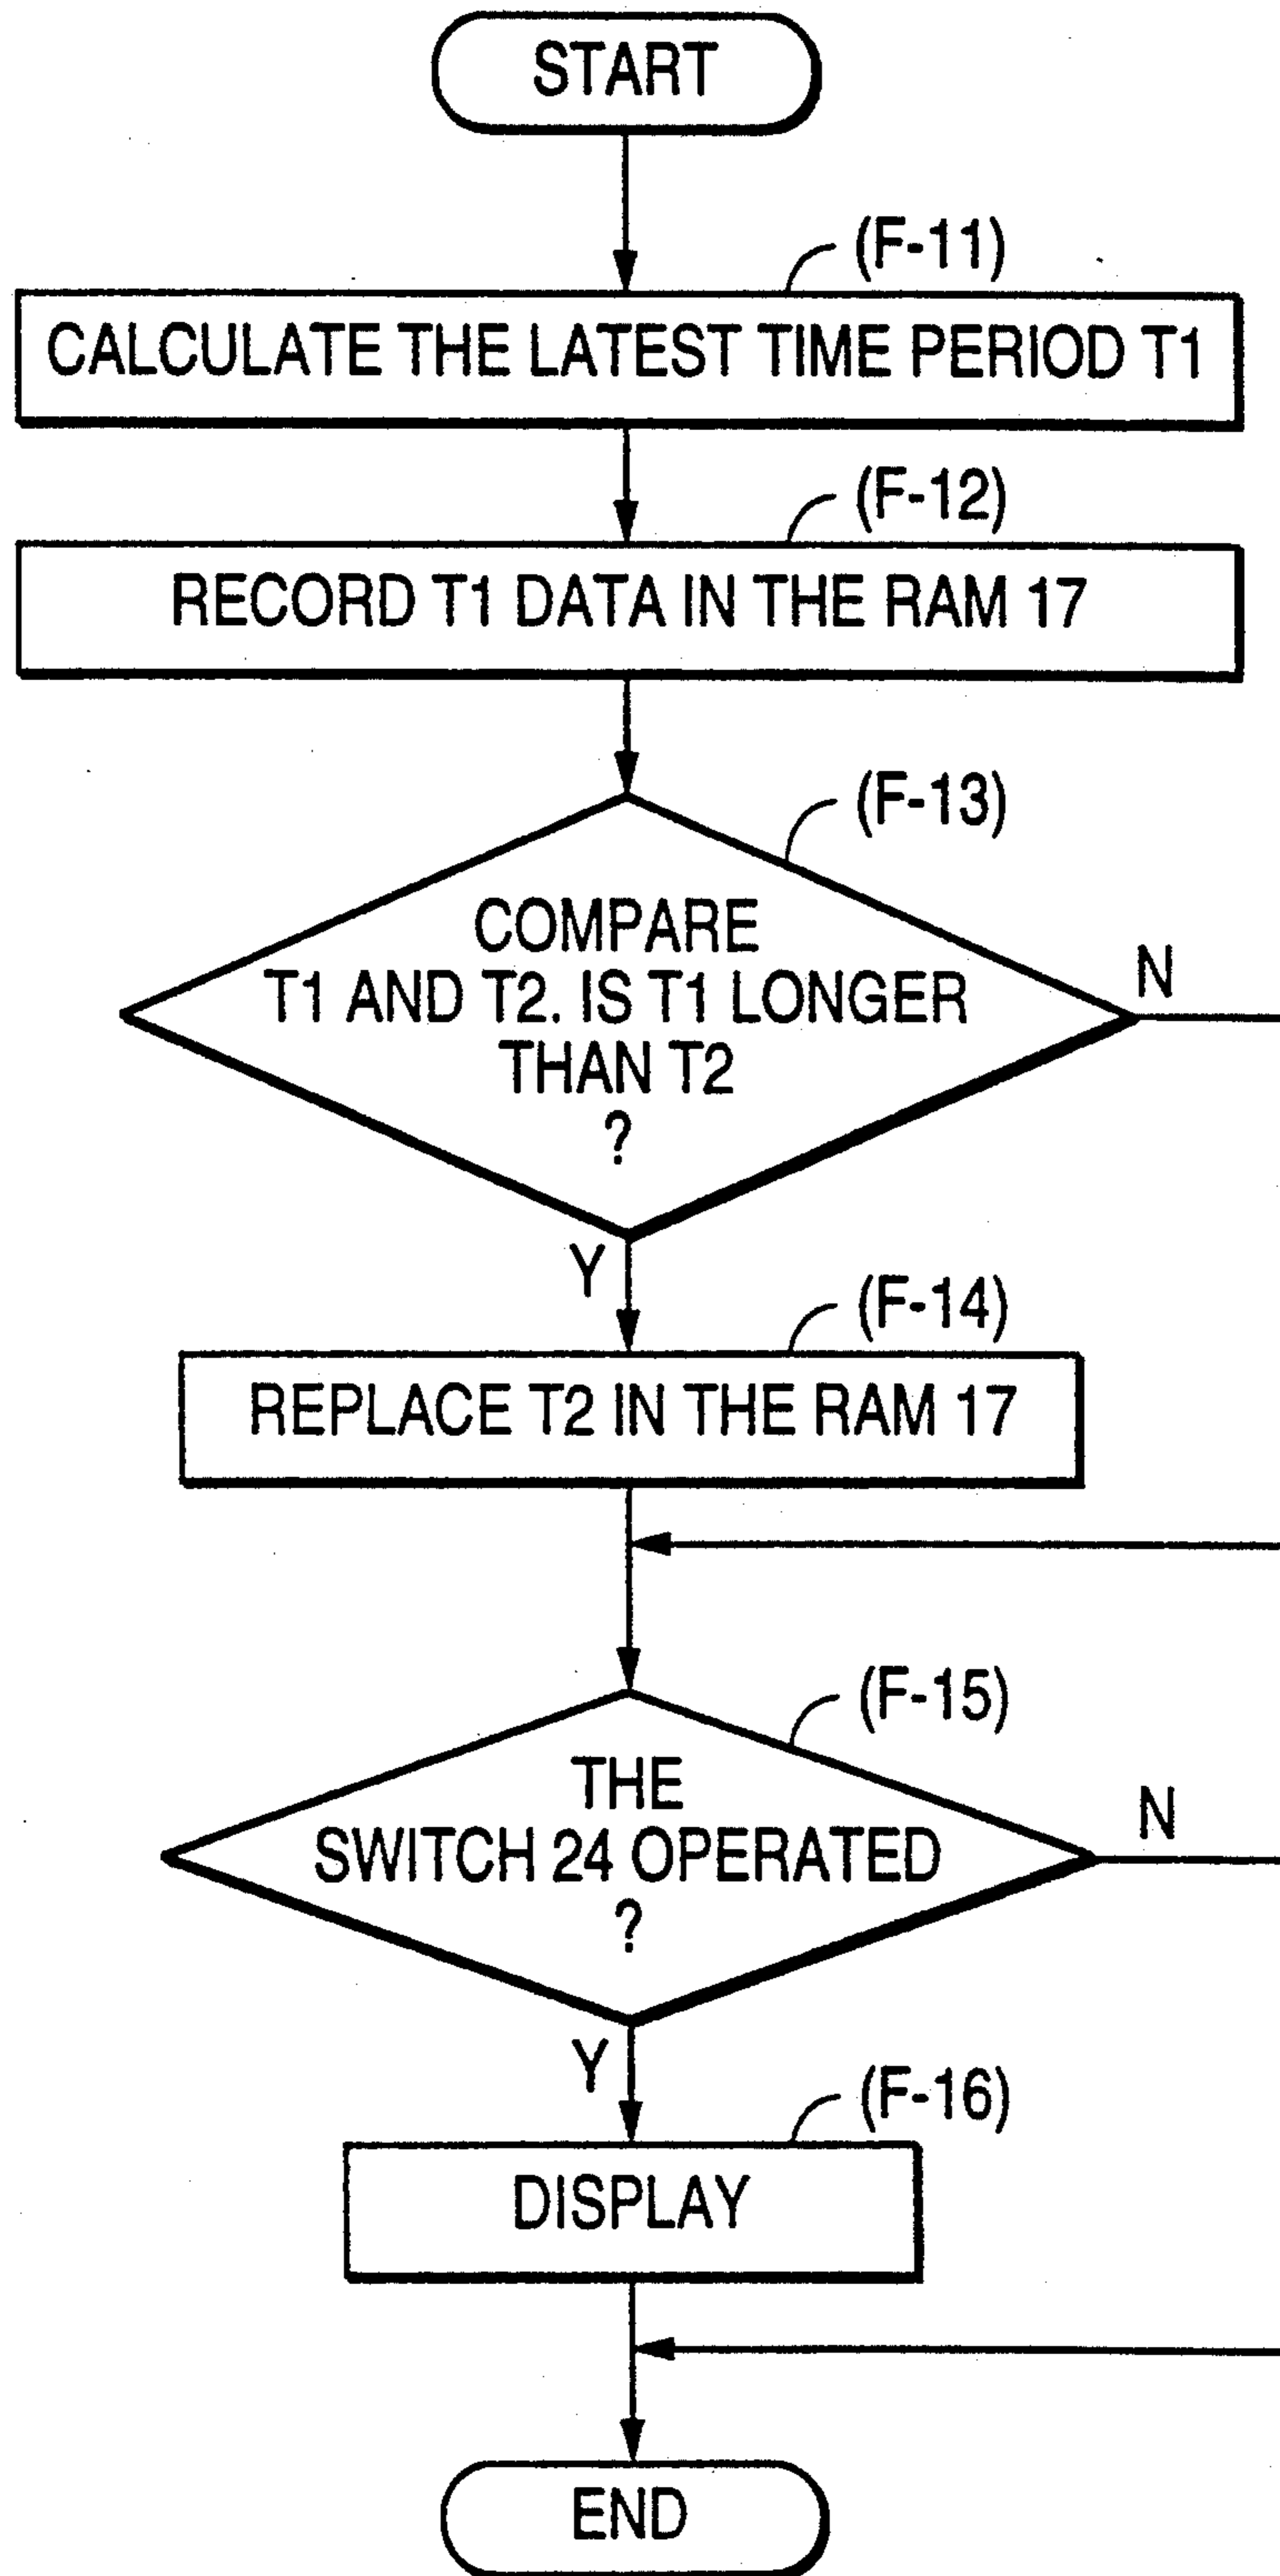 START
(F-11)
CALCULATE THE LATEST TIME PERIOD T1
(F-12)
RECORD T1 DATA IN THE RAM 17
(F-13)
COMPARE
T1 AND T2. IS T1 LONGER
THAN T2
?
N
Y
(F-14)
REPLACE T2 IN THE RAM 17
(F-15)
THE
SWITCH 24 OPERATED
?
N
Y
(F-16)
DISPLAY
END